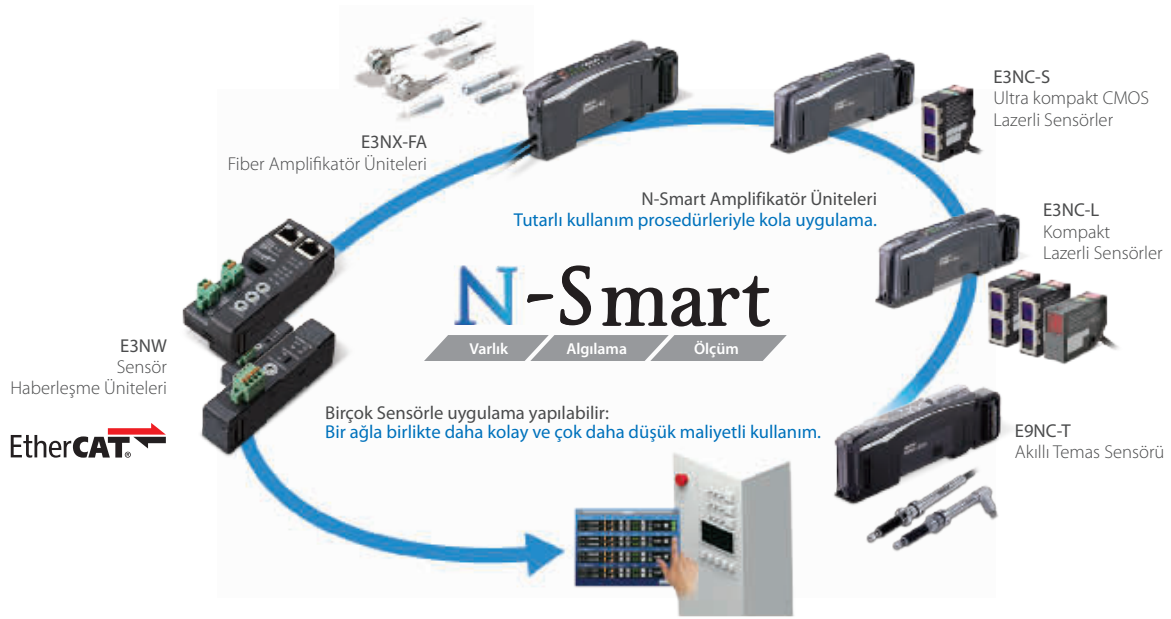 E3NC-S
Ultra kompakt CMOS
Lazerli Sensörler
E3NX-FA
Fiber Amplifikatör Üniteleri
N-Smart Amplifikatör Üniteleri
Tutarlı kullanım prosedürleriyle kola uygulama.
E3NC-L
Kompakt
Lazerli Sensörler
N-Smart
Varlık
Algılama
Ölçüm
E3NW
Sensör
Haberleşme Üniteleri
EtherCAT®
Birçok Sensörle uygulama yapılabilir:
Bir ağla birlikte daha kolay ve çok daha düşük maliyetli kullanım.
E9NC-T
Akıllı Temas Sensörü